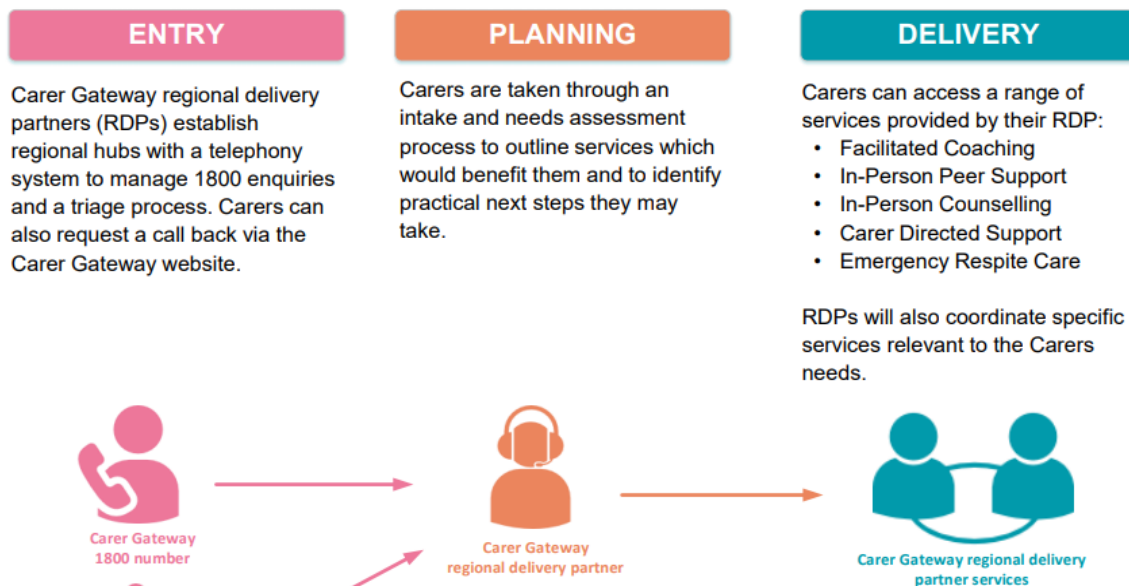 ENTRY
Carer Gateway regional delivery
partners (RDPs) establish
regional hubs with a telephony
system to manage 1800 enquiries
and a triage process. Carers can
also request a call back via the
Carer Gateway website.
PLANNING
Carers are taken through an
intake and needs assessment
process to outline services which
would benefit them and to identify
practical next steps they may
take.
DELIVERY
Carers can access a range of
services provided by their RDP:
• Facilitated Coaching
• In-Person Peer Support
• In-Person Counselling
• Carer Directed Support
• Emergency Respite Care
RDPs will also coordinate specific
services relevant to the Carers
needs.
Carer Gateway
1800 number
Carer Gateway
regional delivery partner
Carer Gateway regional delivery
partner services